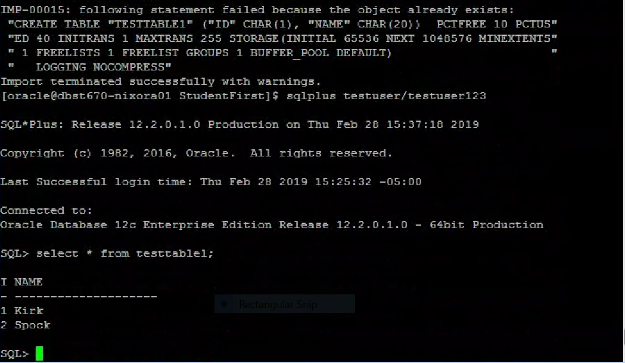 IMP-00015: following statement failed because the object already exists:
"CREATE TABLE "TESTTABLE1" ("ID" CHAR(1), "NAME" CHAR(20)) PCTFREE 10 PCTUS"
"ED 40 INITRANS 1 MAXTRANS 255 STORAGE(INITIAL 65536 NEXT 1048576 MINEXTENTS"
" 1 FREELISTS 1 FREELIST GROUPS 1 BUFFER_POOL DEFAULT) "
" LOGGING NOCOMPRESS"
Import terminated successfully with warnings.
[oracle@dbst670-nixora01 StudentFirst]$ sqlplus testuser/testuser123
SQL*Plus: Release 12.2.0.1.0 Production on Thu Feb 28 15:37:18 2019
Copyright (c) 1982, 2016, Oracle. All rights reserved.
Last Successful login time: Thu Feb 28 2019 15:25:32 -05:00
Connected to:
Oracle Database 12c Enterprise Edition Release 12.2.0.1.0 - 64bit Production
SQL> select * from testtable1;
I NAME
- --------------------
1 Kirk
2 Spock
Rectangular Snip
SQL>